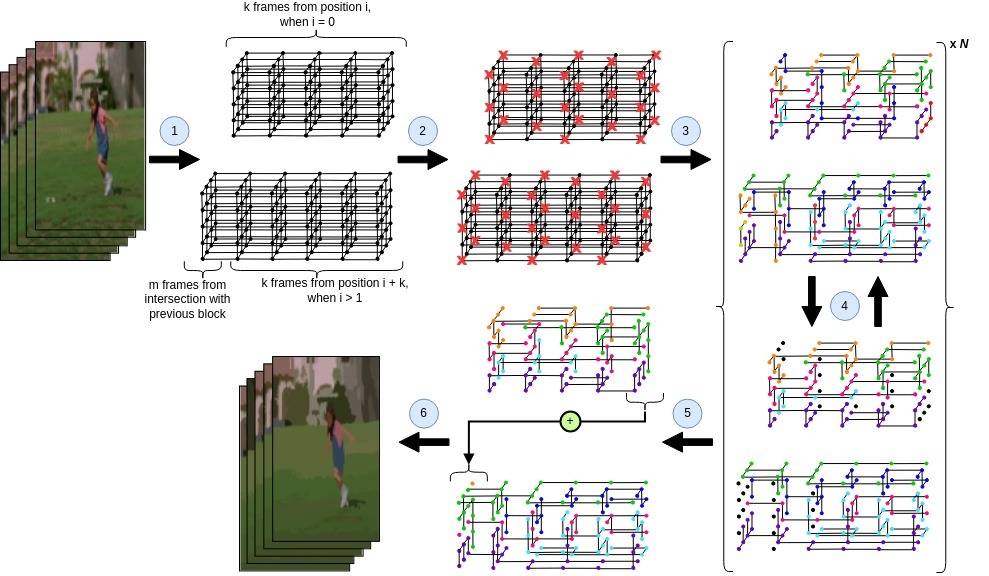 k frames from position i,
when i = 0
x N
1
2
3
m frames from
intersection with
previous block
k frames from position i + k,
when i > 1
4
6
+
5